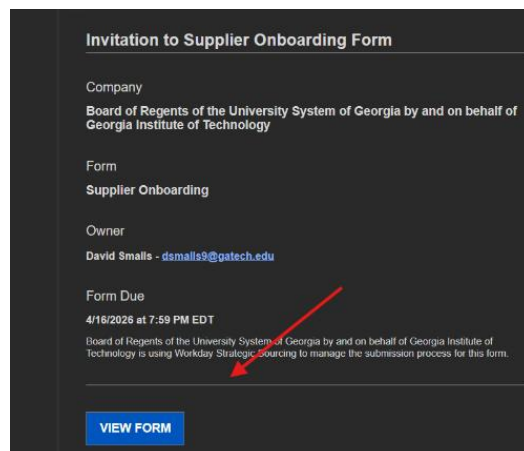 Invitation to Supplier Onboarding Form
Company
Board of Regents of the University System of Georgia by and on behalf of
Georgia Institute of Technology
Form
Supplier Onboarding
Owner
David Smalls - dsmalls9@gatech.edu
Form Due
4/16/2026 at 7:59 PM EDT
Board of Regents of the University System of Georgia by and on behalf of Georgia Institute of
Technology is using Workday Strategic Sourcing to manage the submission process for this form.
VIEW FORM